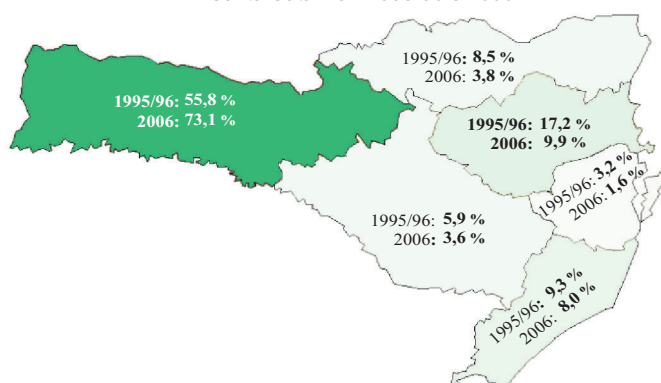 1995/96: 8,5 %
2006: 3,8 %
1995/96: 55,8 %
2006: 73,1 %
1995/96: 17,2 %
2006: 9,9 %
1995/96: 3,2 %
2006: 1,6 %
1995/96: 5,9 %
2006: 3,6 %
1995/96: 9,3 %
2006: 8,0 %